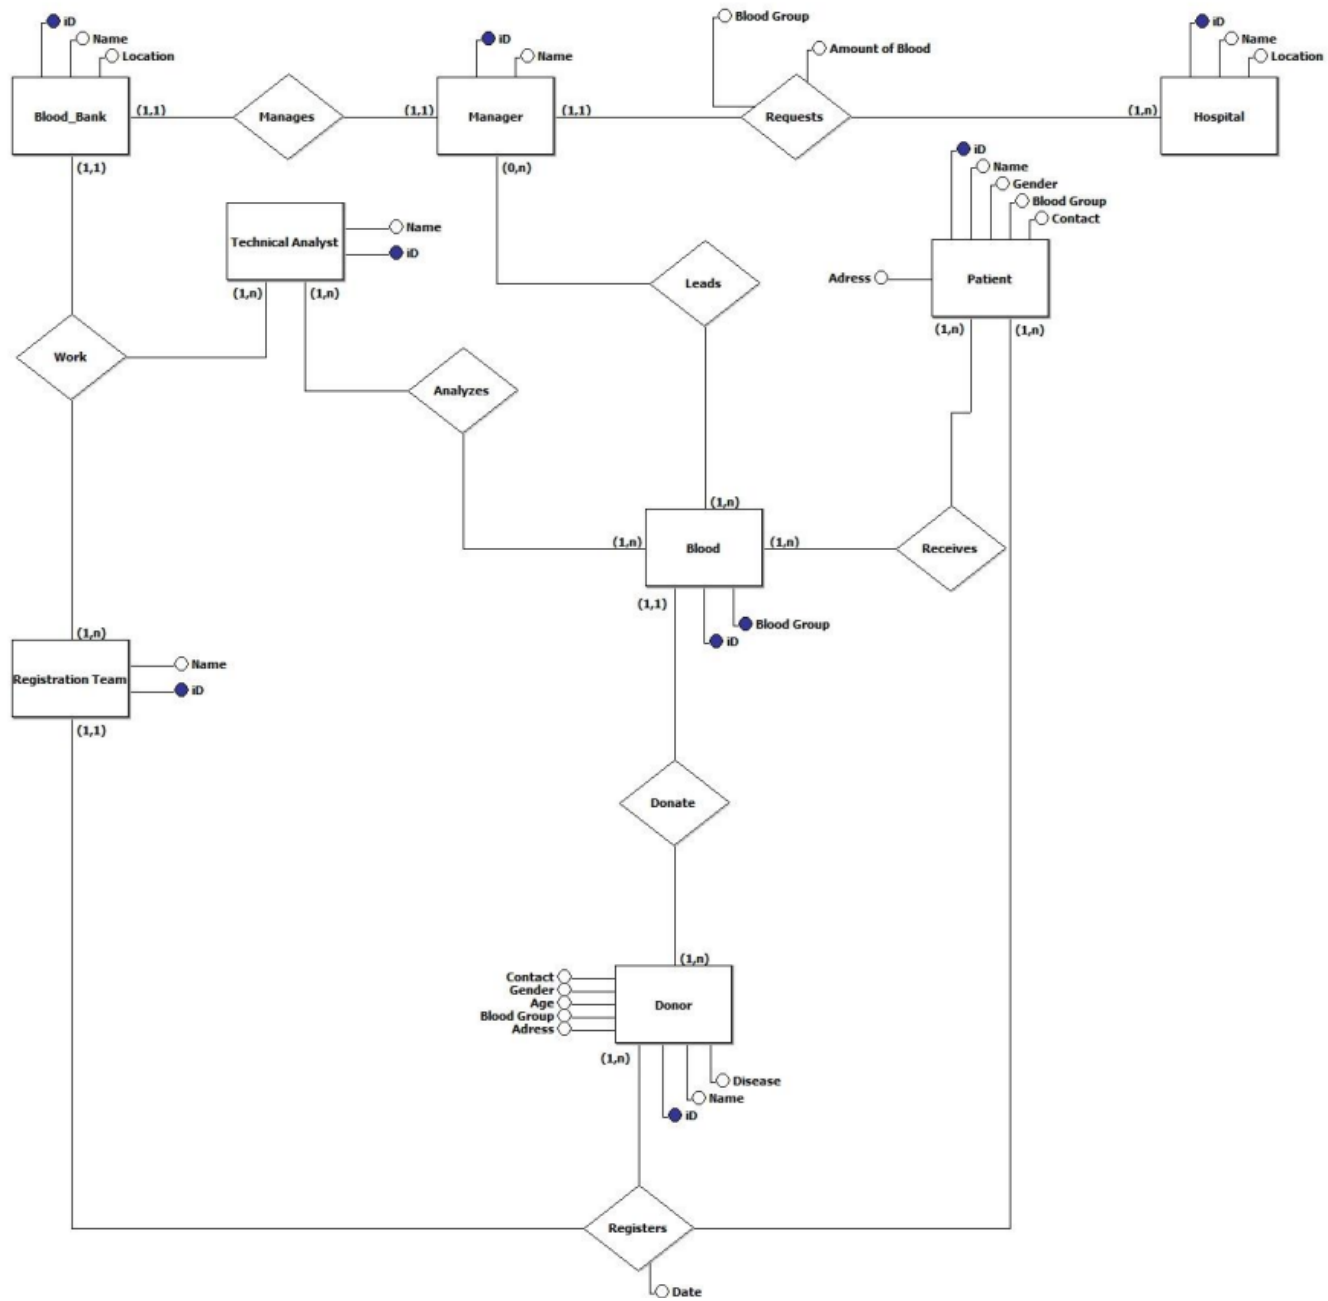 iD
Name
Location
Blood_Bank
(1,1)
Manages
(1,1)
iD
Name
Manager
(1,1)
Blood Group
Amount of Blood
Requests
(1,n)
iD
Name
Location
Hospital
(1,1)
(0,n)
iD
Name
Gender
Blood Group
Contact
Adress
Patient
(1,n)
(1,n)
Technical Analyst
Name
iD
(1,n)
(1,n)
Leads
Work
Analyzes
(1,n)
(1,n)
Blood
(1,n)
Receives
(1,1)
Blood Group
iD
(1,n)
Registration Team
Name
iD
(1,1)
Donate
(1,n)
Contact
Gender
Age
Blood Group
Adress
Donor
(1,n)
Disease
Name
iD
Registers
Date